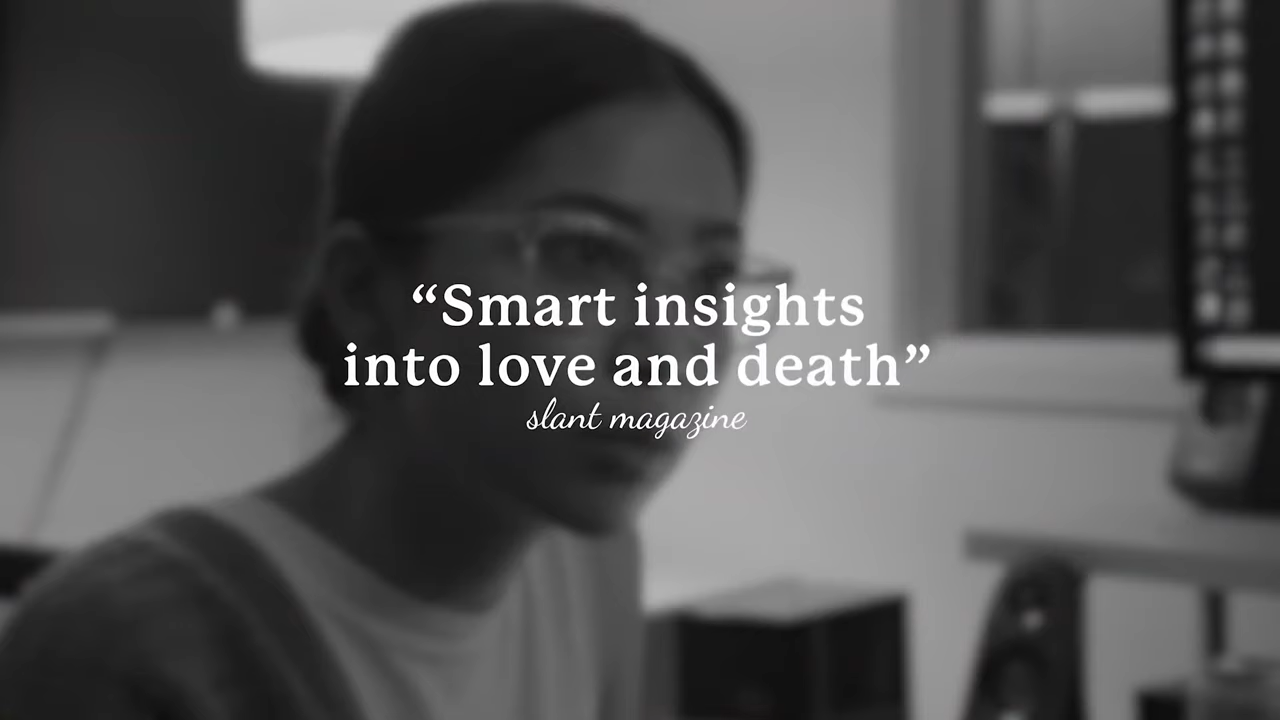 “Smart insights
into love and death”
slant magazine